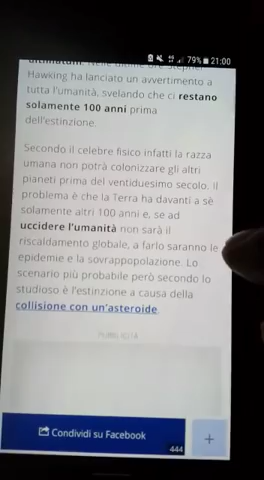 79% 21:00
Hawking ha lanciato un avvertimento a
tutta l'umanità, svelando che ci restano
solamente 100 anni prima
dell'estinzione.
Secondo il celebre fisico infatti la razza
umana non potrà colonizzare gli altri
pianeti prima del ventiduesimo secolo. Il
problema è che la Terra ha davanti a sè
solamente altri 100 anni e, se ad
uccidere l'umanità non sarà il
riscaldamento globale, a farlo saranno le
epidemie e la sovrappopolazione. Lo
scenario più probabile però secondo lo
studioso è l'estinzione a causa della
collisione con un'asteroide.
Condividi su Facebook
+
444